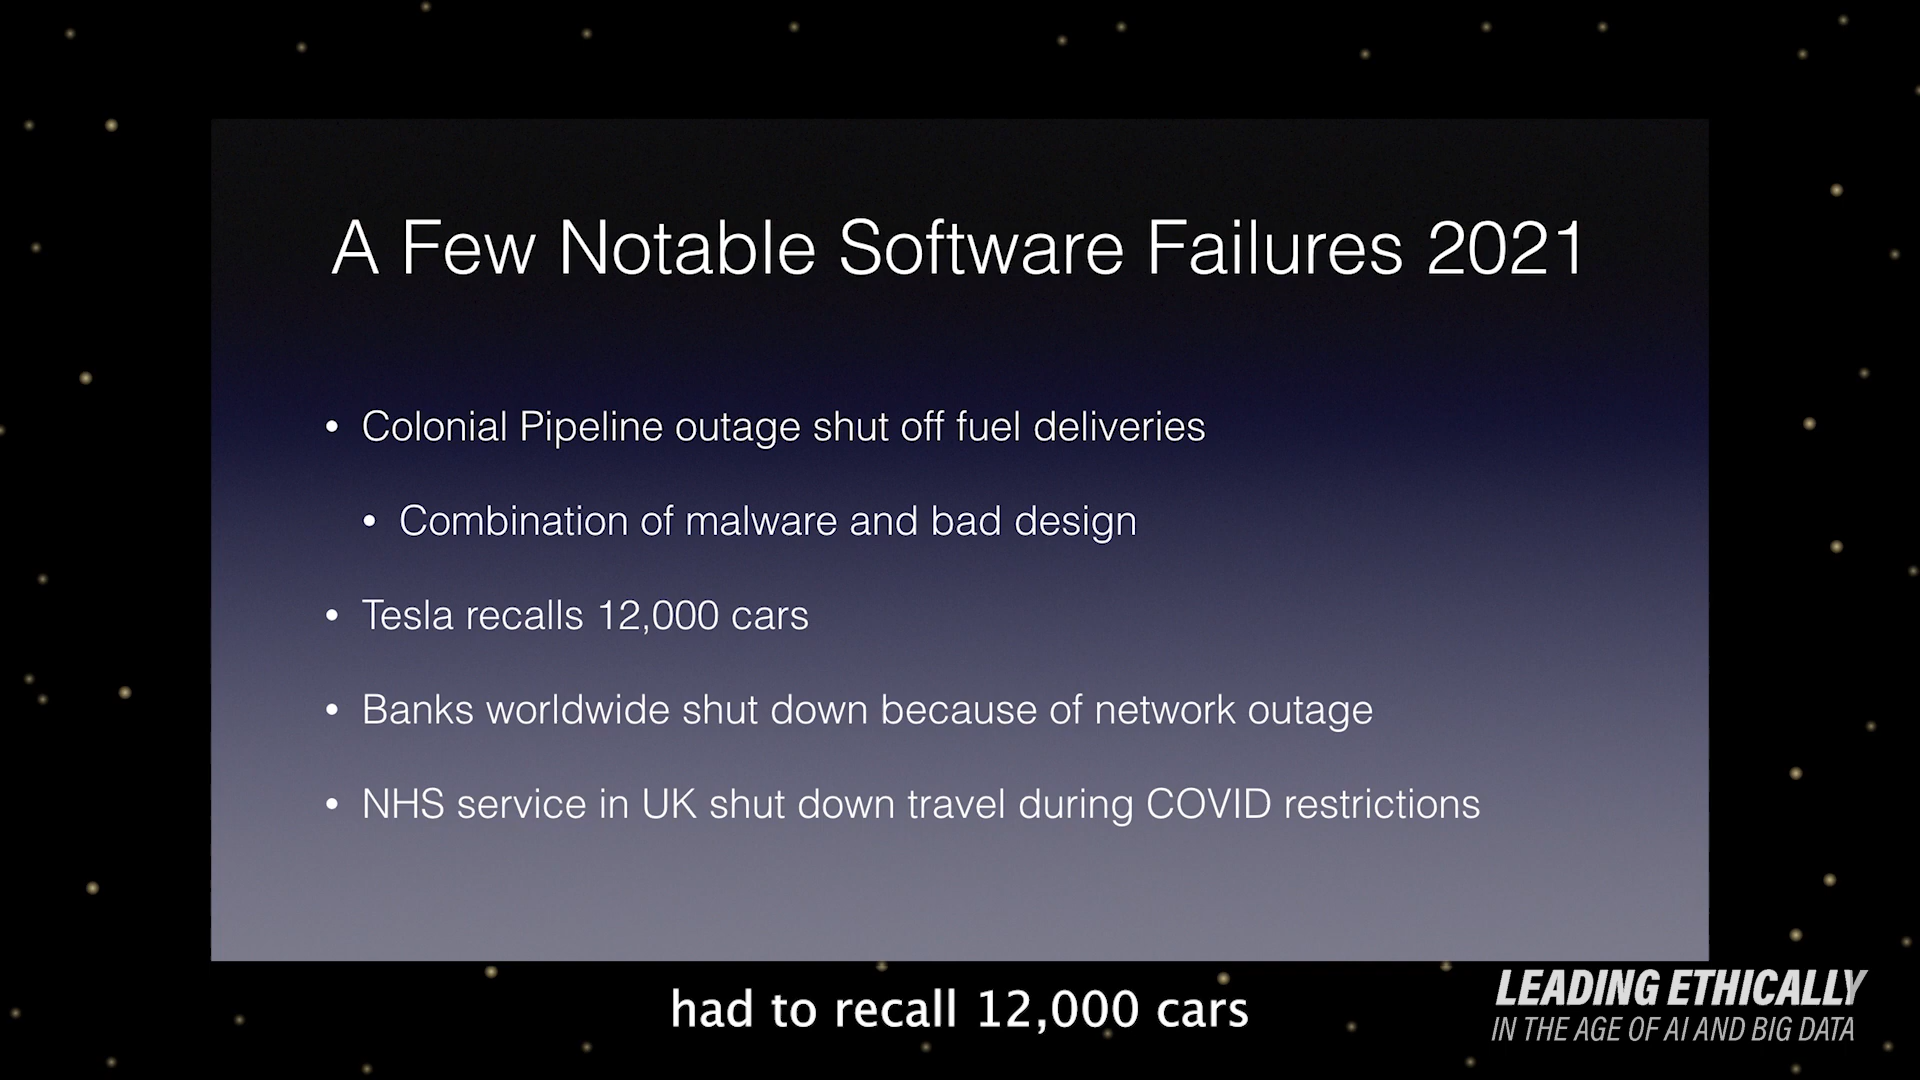 A Few Notable Software Failures 2021
• Colonial Pipeline outage shut off fuel deliveries
• Combination of malware and bad design
• Tesla recalls 12,000 cars
• Banks worldwide shut down because of network outage
• NHS service in UK shut down travel during COVID restrictions
had to recall 12,000 cars
LEADING ETHICALLY
IN THE AGE OF AI AND BIG DATA